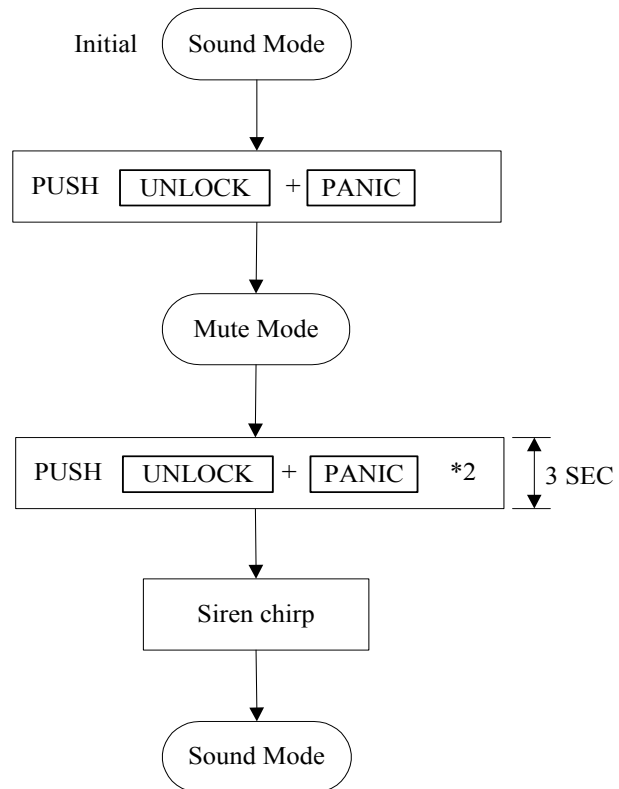 Initial Sound Mode
PUSH UNLOCK + PANIC
Mute Mode
PUSH UNLOCK + PANIC *2 3 SEC
Siren chirp
Sound Mode